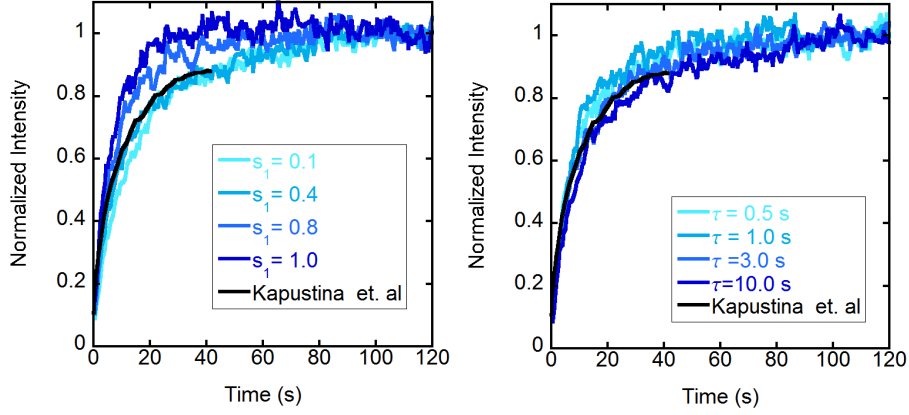 1
0.8
0.6
0.4
0.2
0
0 20 40 60 80 100 120
Normalized Intensity
Time (s)
s1= 0.1
s1= 0.4
s1= 0.8
s1= 1.0
Kapustina et. al
1
0.8
0.6
0.4
0.2
0
0 20 40 60 80 100 120
Normalized Intensity
Time (s)
τ = 0.5 s
τ = 1.0 s
τ =3.0 s
τ =10.0 s
Kapustina et. al